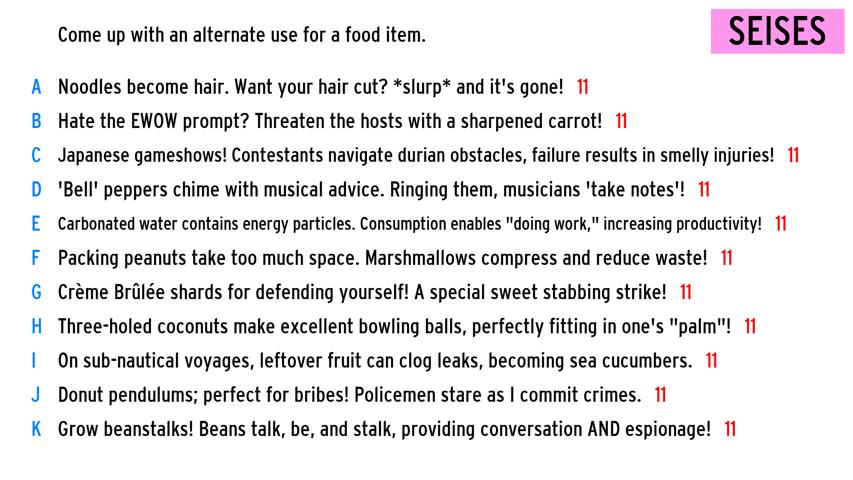 Come up with an alternate use for a food item.
SEISES
A Noodles become hair. Want your hair cut? *slurp* and it's gone! 11
B Hate the EWOW prompt? Threaten the hosts with a sharpened carrot! 11
C Japanese gameshows! Contestants navigate durian obstacles, failure results in smelly injuries! 11
D 'Bell' peppers chime with musical advice. Ringing them, musicians 'take notes'! 11
E Carbonated water contains energy particles. Consumption enables "doing work," increasing productivity! 11
F Packing peanuts take too much space. Marshmallows compress and reduce waste! 11
G Crème Brûlée shards for defending yourself! A special sweet stabbing strike! 11
H Three-holed coconuts make excellent bowling balls, perfectly fitting in one's "palm"! 11
I On sub-nautical voyages, leftover fruit can clog leaks, becoming sea cucumbers. 11
J Donut pendulums; perfect for bribes! Policemen stare as I commit crimes. 11
K Grow beanstalks! Beans talk, be, and stalk, providing conversation AND espionage! 11